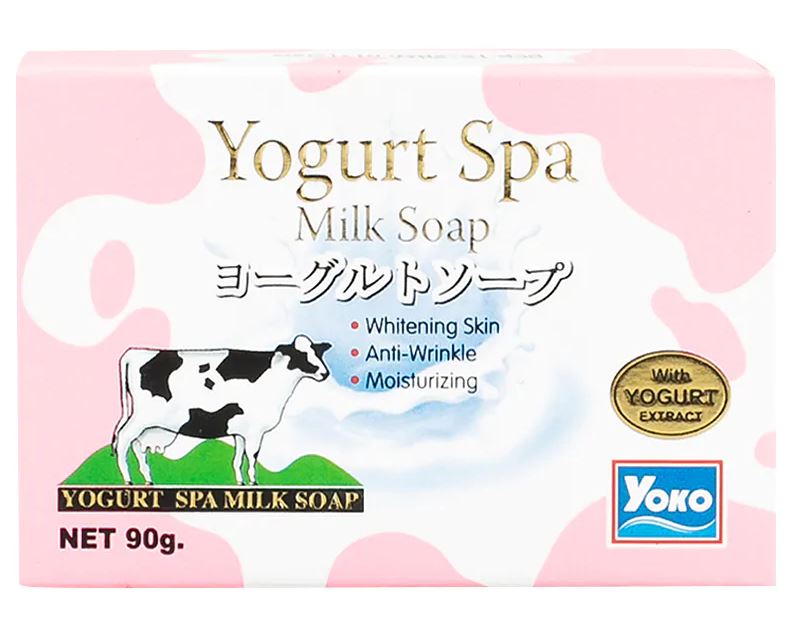 Yogurt Spa
Milk Soap
ヨーグルトソープ
• Whitening Skin
• Anti-Wrinkle
• Moisturizing
With
YOGURT
EXTRACT
YOKO
YOGURT SPA MILK SOAP
NET 90g.